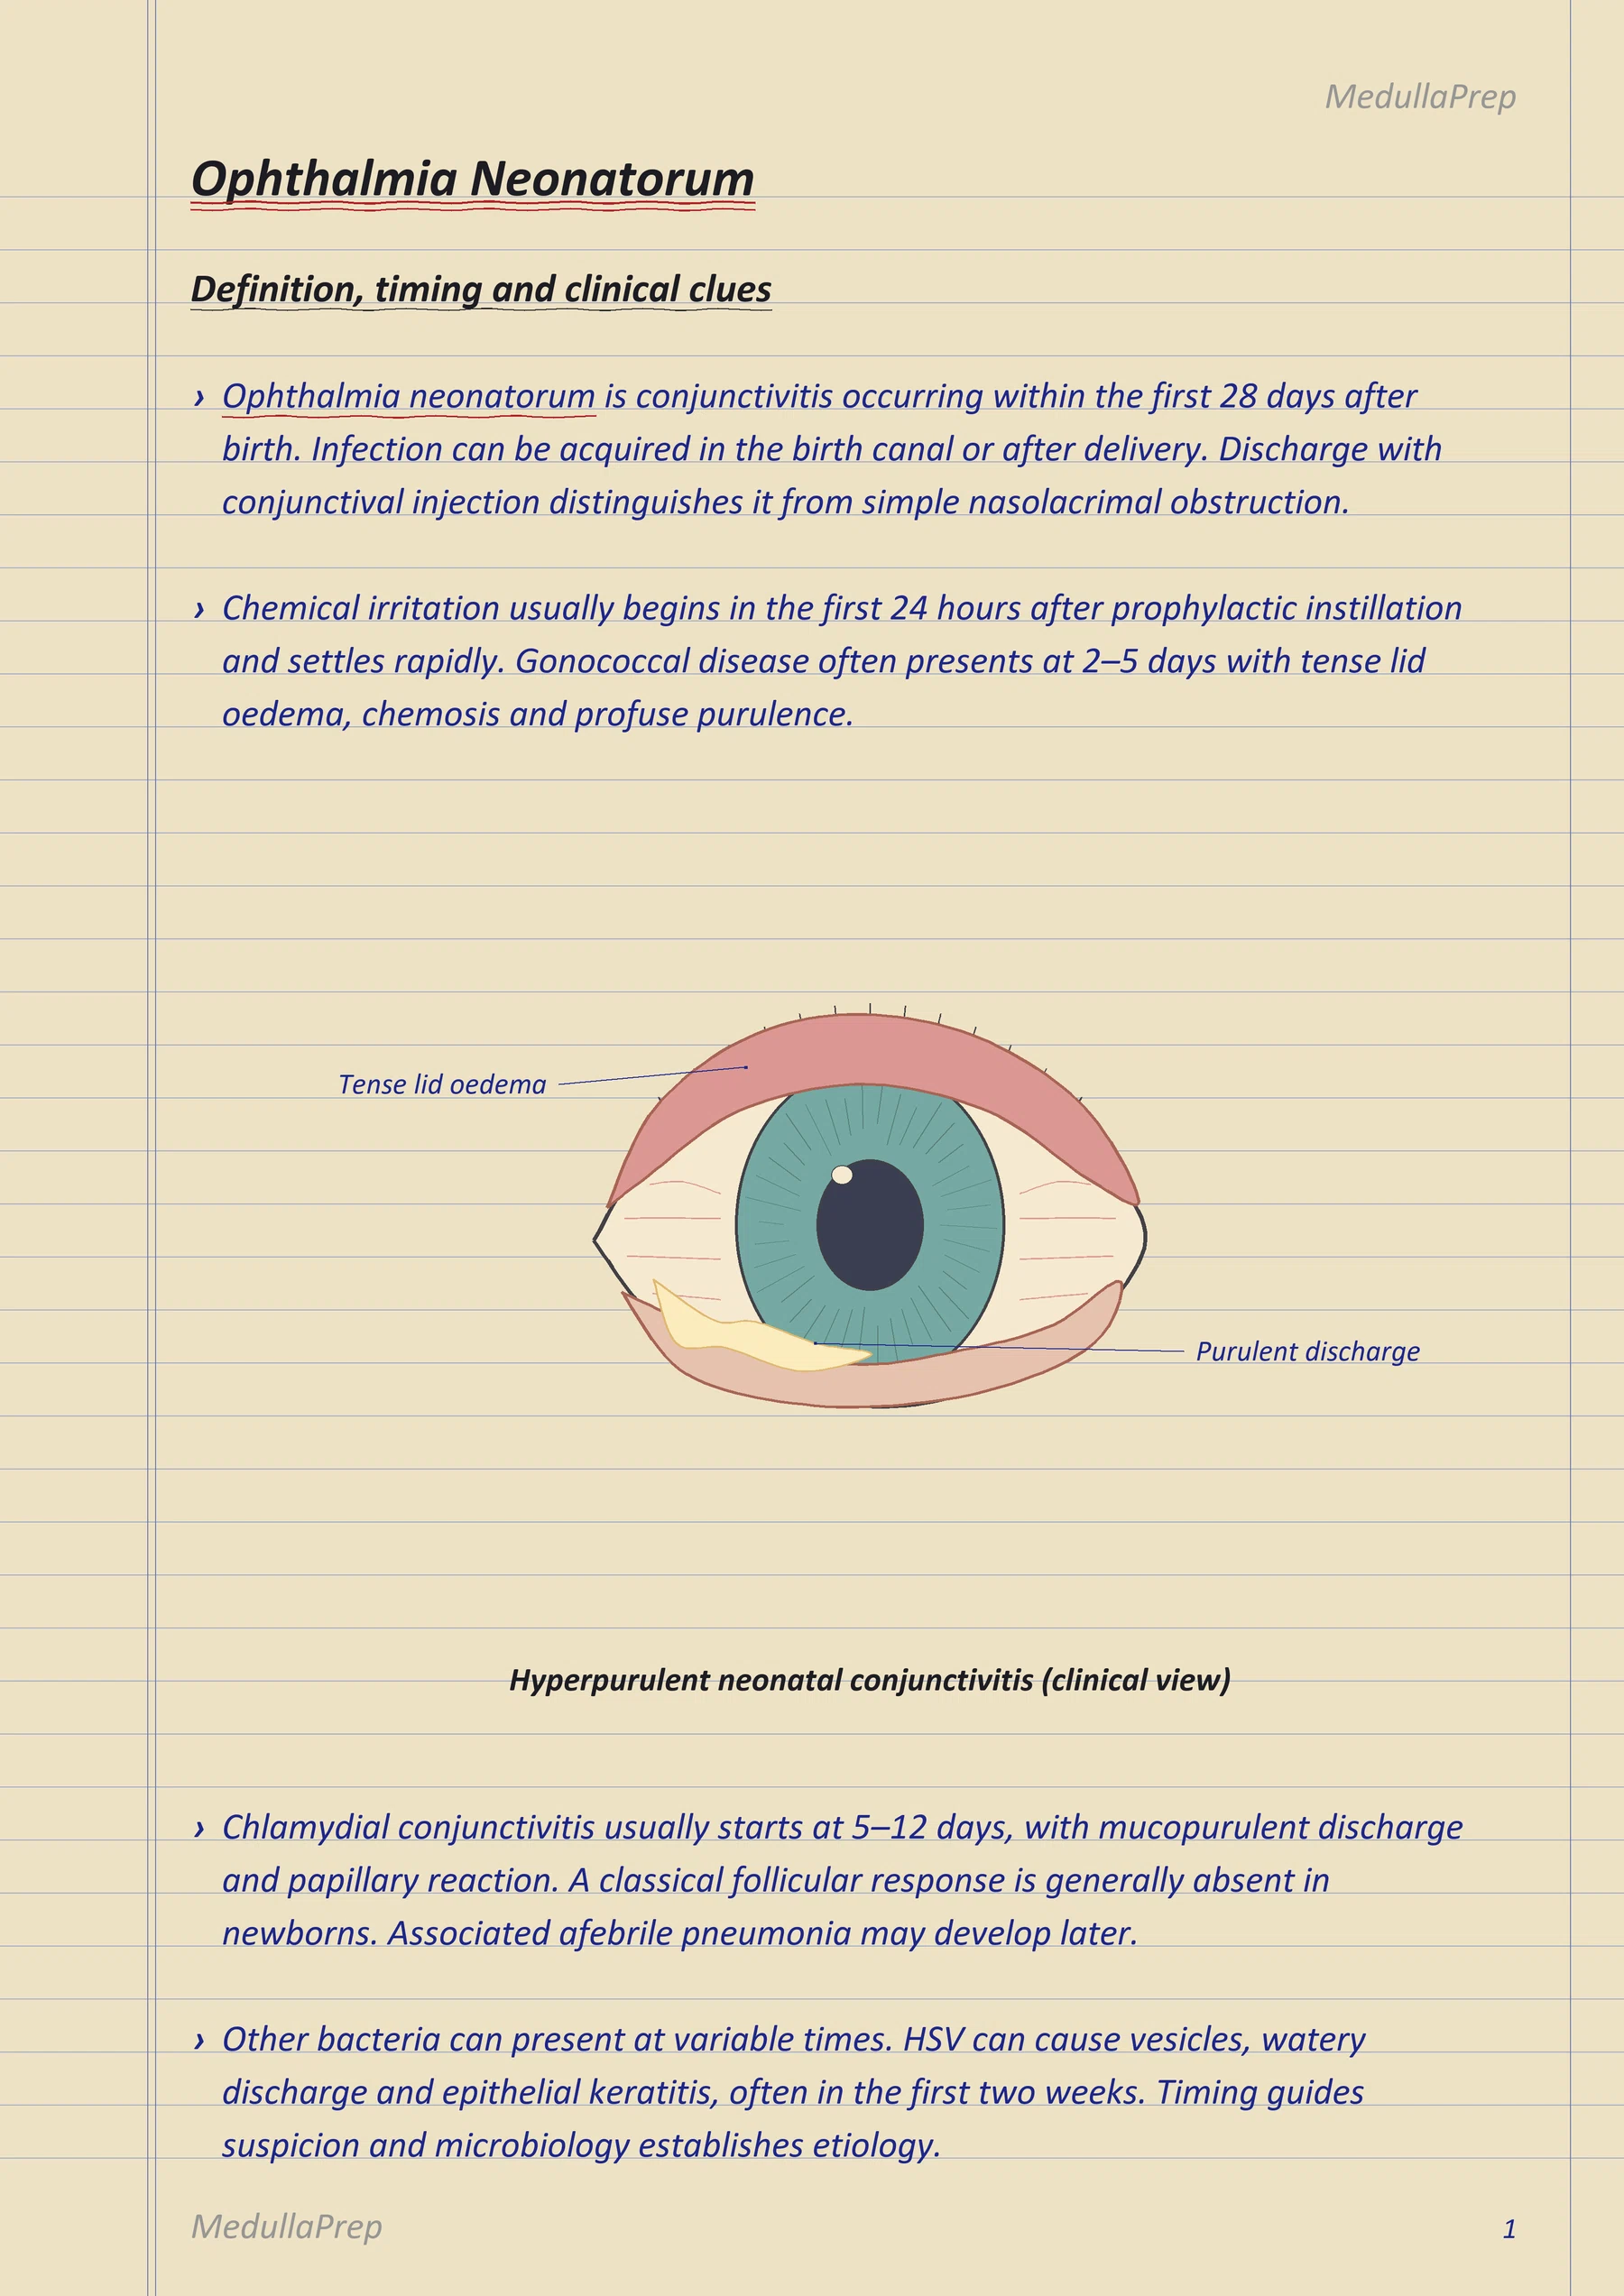 MedullaPrep
Ophthalmia Neonatorum
Definition, timing and clinical clues
› Ophthalmia neonatorum is conjunctivitis occurring within the first 28 days after
birth. Infection can be acquired in the birth canal or after delivery. Discharge with
conjunctival injection distinguishes it from simple nasolacrimal obstruction.
› Chemical irritation usually begins in the first 24 hours after prophylactic instillation
and settles rapidly. Gonococcal disease often presents at 2–5 days with tense lid
oedema, chemosis and profuse purulence.
Tense lid oedema
Purulent discharge
Hyperpurulent neonatal conjunctivitis (clinical view)
› Chlamydial conjunctivitis usually starts at 5–12 days, with mucopurulent discharge
and papillary reaction. A classical follicular response is generally absent in
newborns. Associated afebrile pneumonia may develop later.
› Other bacteria can present at variable times. HSV can cause vesicles, watery
discharge and epithelial keratitis, often in the first two weeks. Timing guides
suspicion and microbiology establishes etiology.
MedullaPrep
1